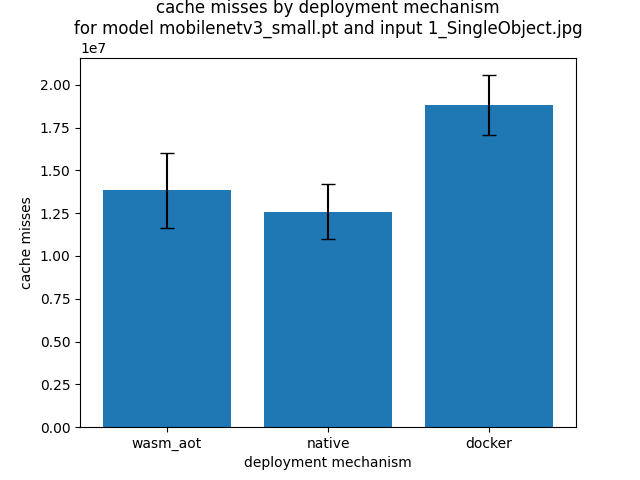 cache misses by deployment mechanism
for model mobilenetv3_small.pt and input 1_SingleObject.jpg
1e7
2.00
1.75
1.50
1.25
1.00
0.75
0.50
0.25
0.00
cache misses
wasm_aot native docker
deployment mechanism